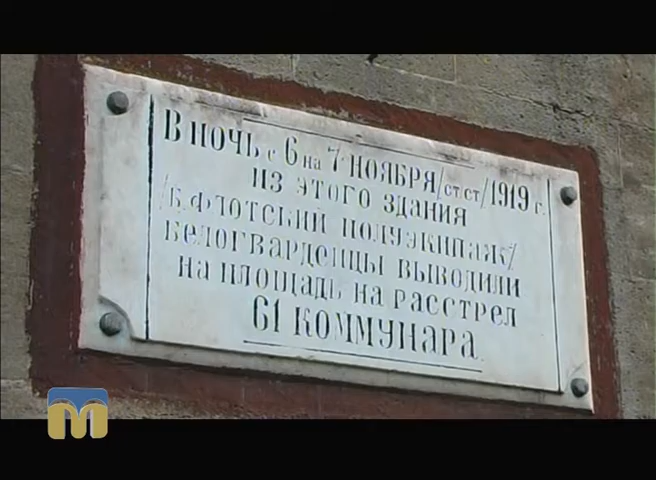 В НОЧЬ с 6 на 7 НОЯБРЯ /ст ст/ 1919 г.
ИЗ ЭТОГО ЗДАНИЯ
/Б.ФЛОТСКИЙ ПОЛУЭКИПАЖ/
БЕЛОГВАРДЕЙЦЫ ВЫВОДИЛИ
НА ПЛОЩАДЬ НА РАССТРЕЛ
61 КОММУНАРА